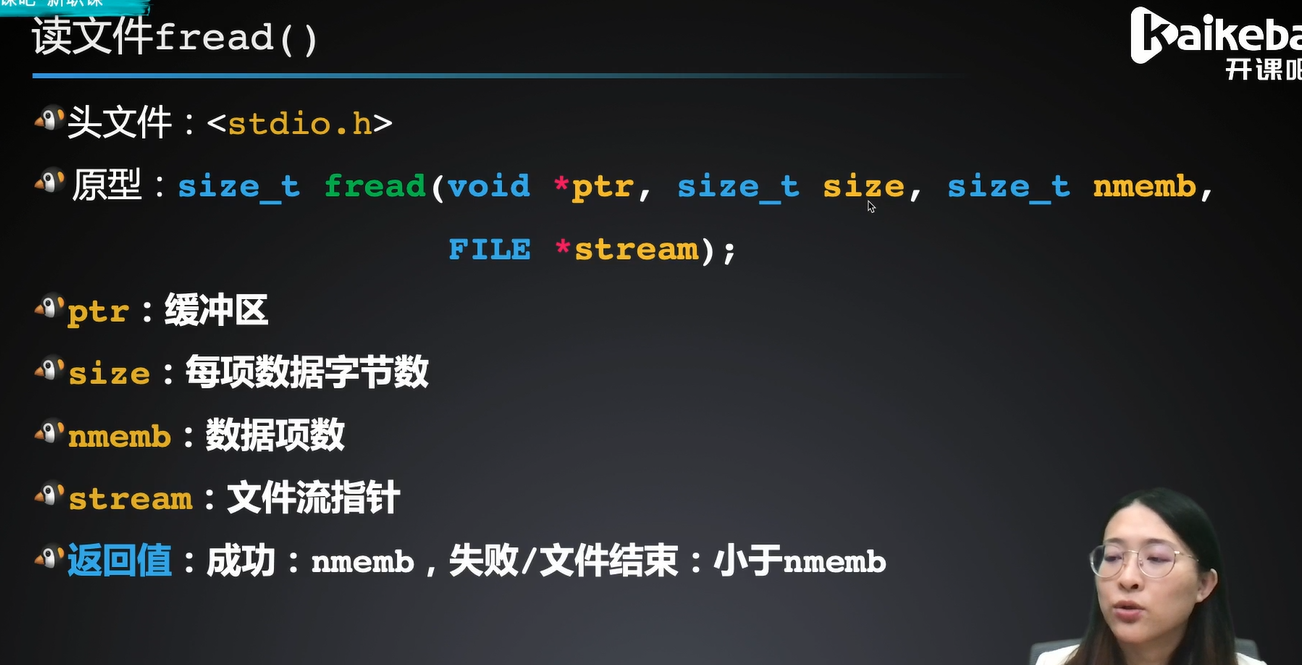 读文件fread()
头文件：<stdio.h>
原型：size_t fread(void *ptr, size_t size, size_t nmemb,
FILE *stream);
ptr：缓冲区
size：每项数据字节数
nmemb：数据项数
stream：文件流指针
返回值：成功：nmemb，失败/文件结束：小于nmemb
kaikeba
开课吧